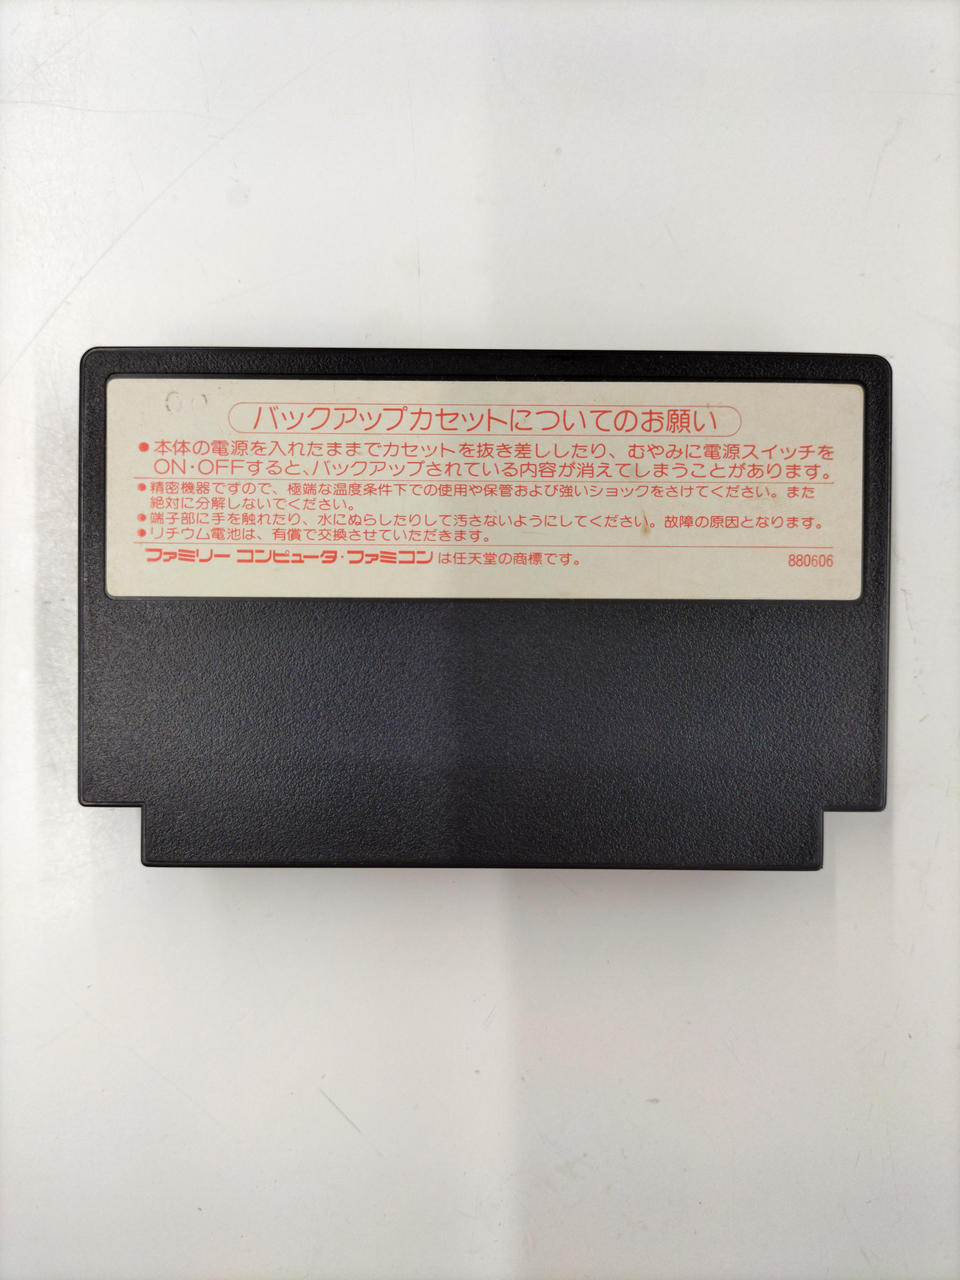 バックアップカセットについてのお願い
●本体の電源を入れたままでカセットを抜き差ししたり、むやみに電源スイッチを
ON・OFFすると、バックアップされている内容が消えてしまうことがあります。
●精密機器ですので、極端な温度条件下での使用や保管および強いショックをさけてください。また
絶対に分解しないでください。
●端子部に手を触れたり、水にぬらしたりして汚さないようにしてください。故障の原因となります。
●リチウム電池は、有償で交換させていただきます。
ファミリー コンピュータ・ファミコンは任天堂の商標です。 880606